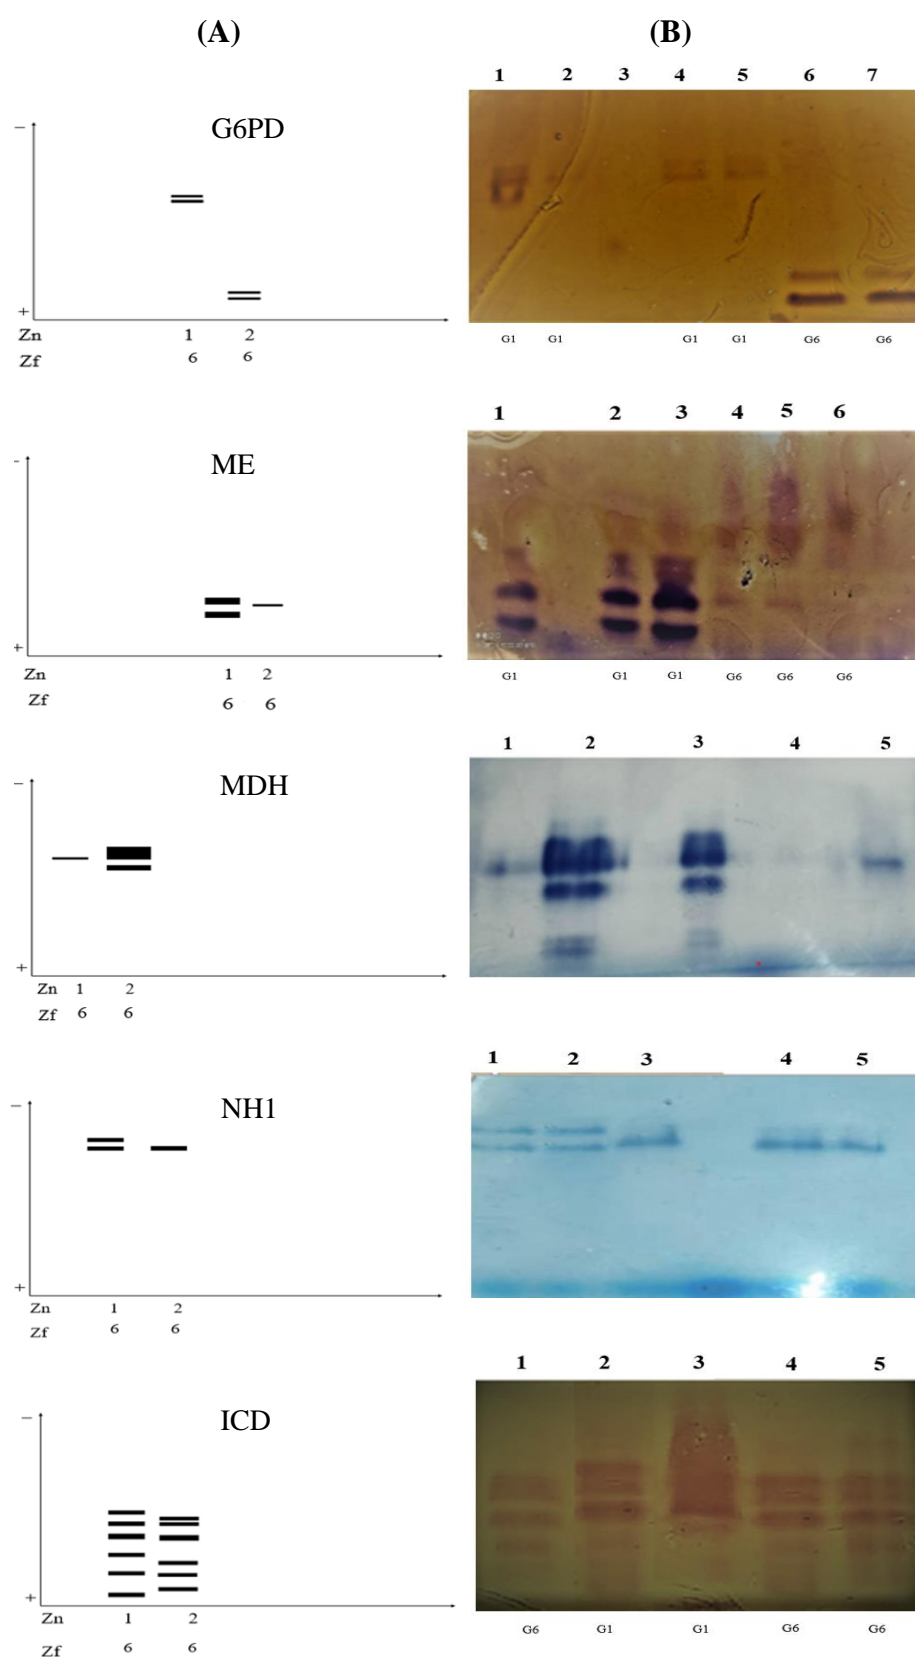 (A) (B)
1 2 3 4 5 6 7
G6PD
−
+
Zn 1 2
Zf 6 6
G1 G1 G1 G1 G6 G6
1 2 3 4 5 6
ME
-
+
Zn 1 2
Zf 6 6
G1 G1 G1 G6 G6 G6
1 2 3 4 5
MDH
−
+
Zn 1 2
Zf 6 6
1 2 3 4 5
NH1
−
+
Zn 1 2
Zf 6 6
1 2 3 4 5
ICD
−
+
Zn 1 2
Zf 6 6
G6 G1 G1 G6 G6